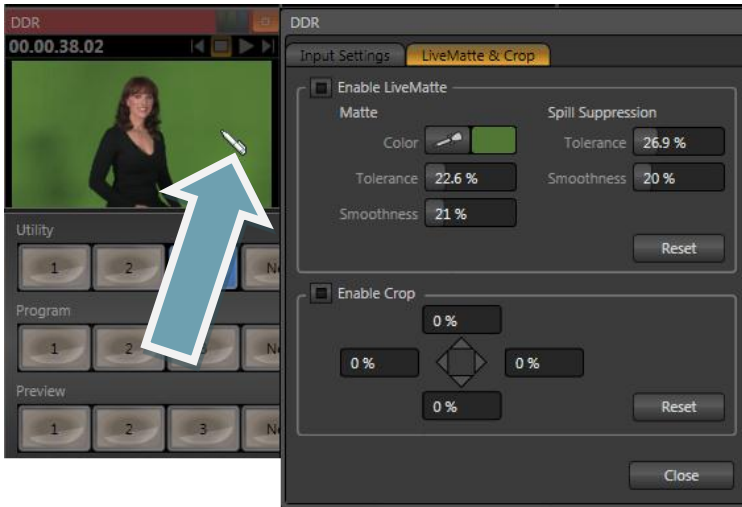 DDR
00.00.38.02
Utility
1 2
Program
1 2 3
Preview
1 2 3
DDR
Input Settings LiveMatte & Crop
Enable LiveMatte
Matte Spill Suppression
Color Tolerance 26.9 %
Tolerance 22.6 % Smoothness 20 %
Smoothness 21 %
Reset
Enable Crop
0 %
0 % 0 %
0 % Reset
Close